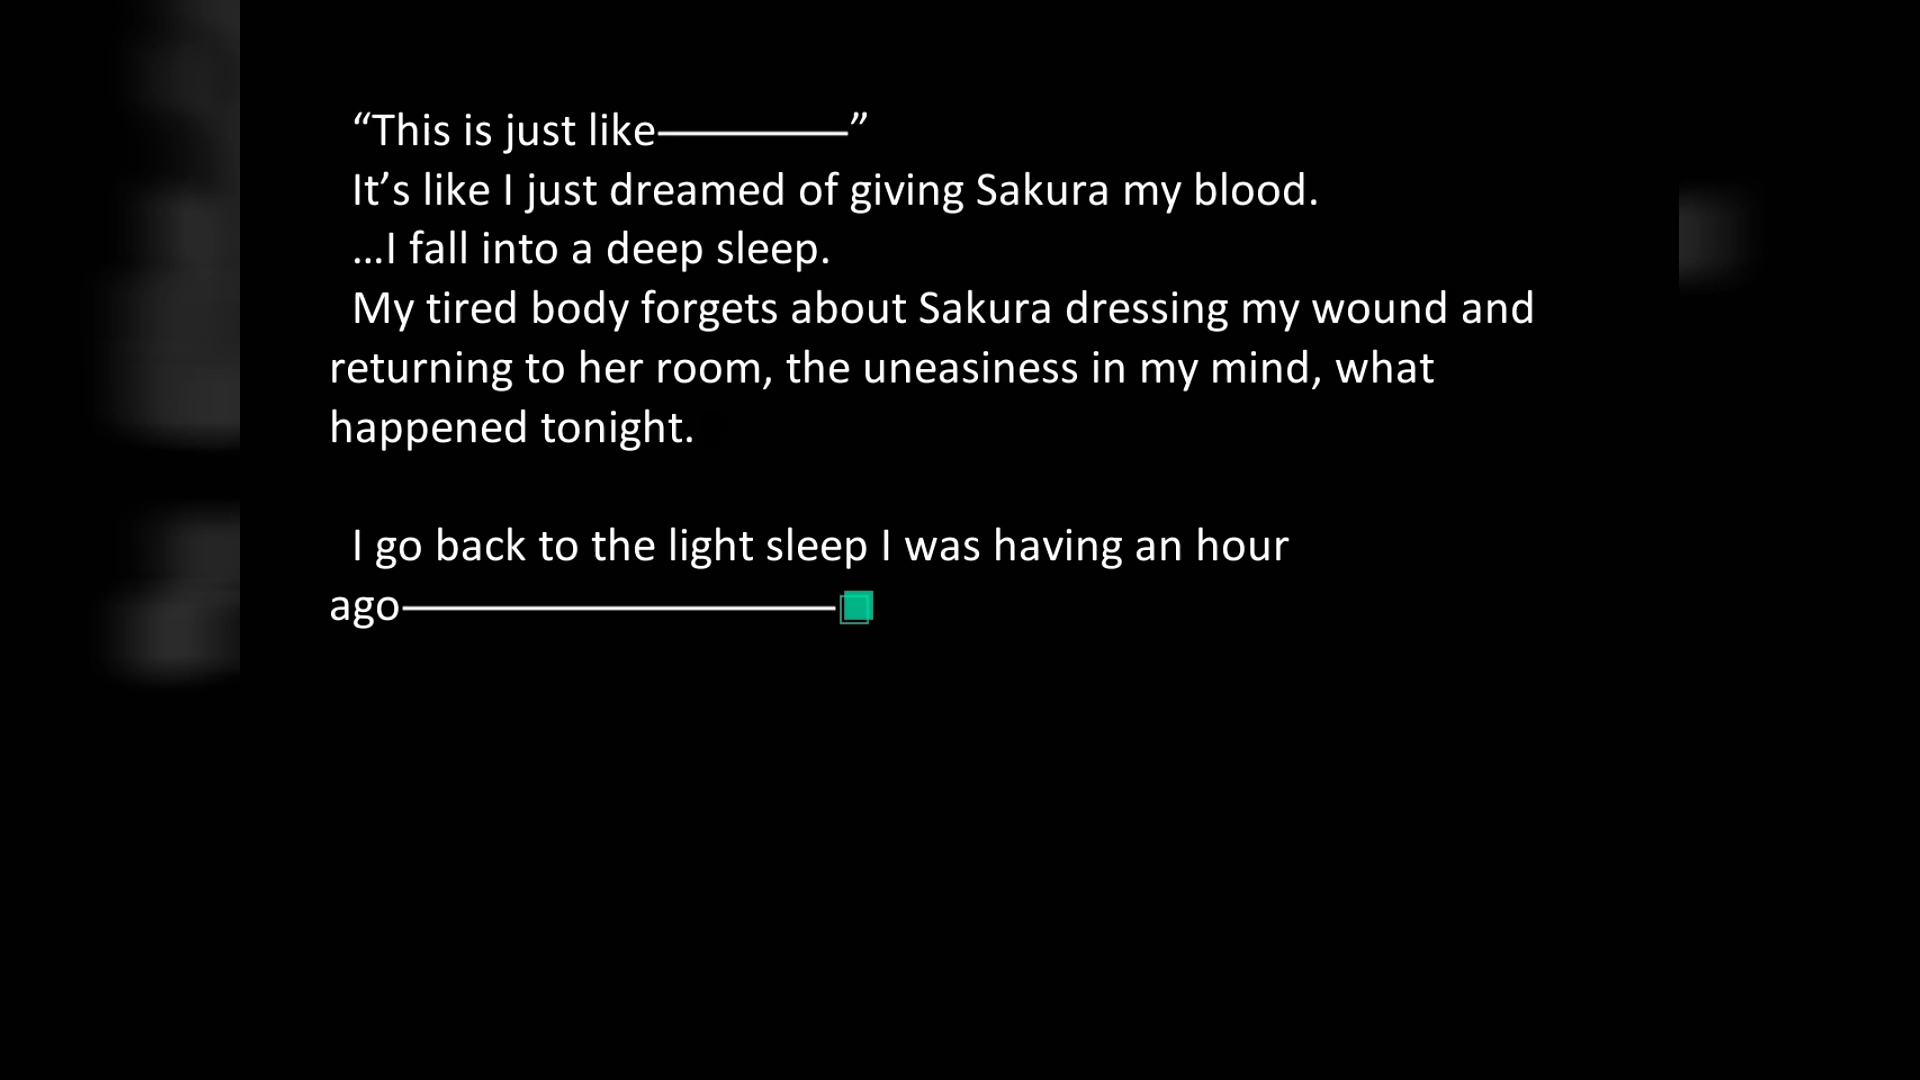 “This is just like――――”
It’s like I just dreamed of giving Sakura my blood.
…I fall into a deep sleep.
My tired body forgets about Sakura dressing my wound and
returning to her room, the uneasiness in my mind, what
happened tonight.
I go back to the light sleep I was having an hour
ago―――――――――